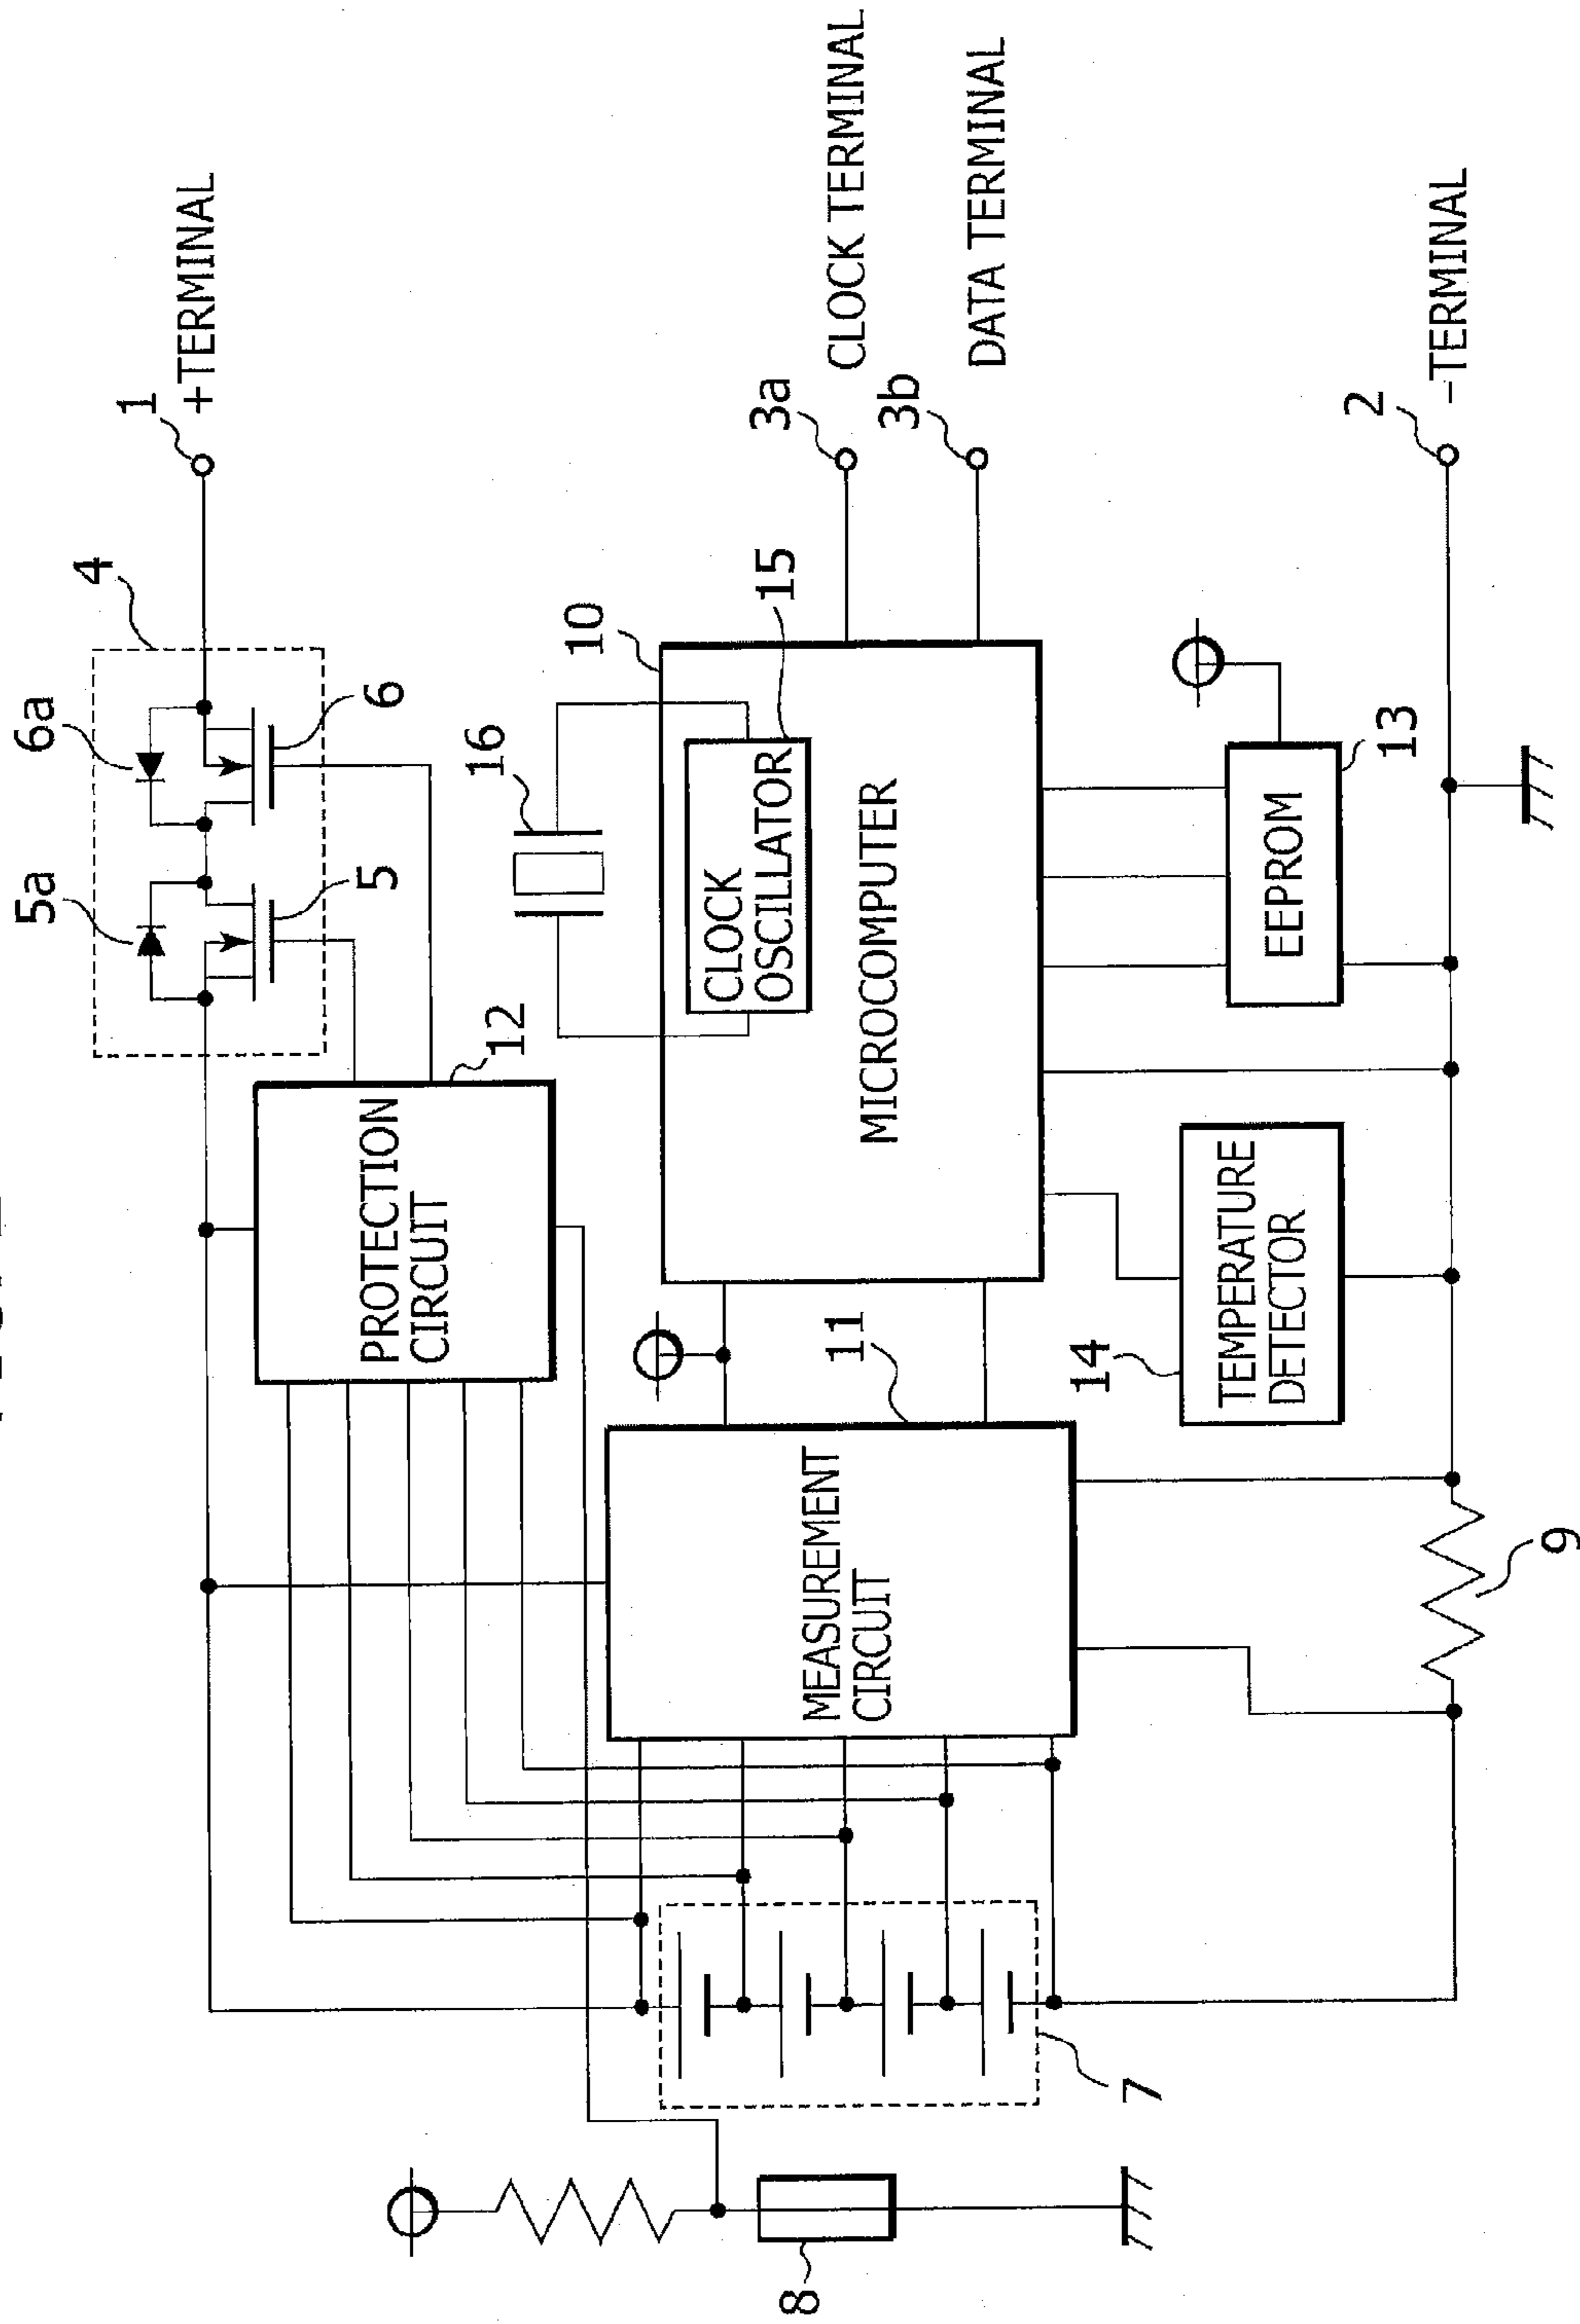 4
6a
5a
1
+TERMINAL
6
5
16
12
10
15
3a
CLOCK TERMINAL
3b
DATA TERMINAL
PROTECTION
CIRCUIT
CLOCK
OSCILLATOR
MICROCOMPUTER
11
MEASUREMENT
CIRCUIT
14
TEMPERATURE
DETECTOR
EEPROM
13
2
−TERMINAL
7
8
9